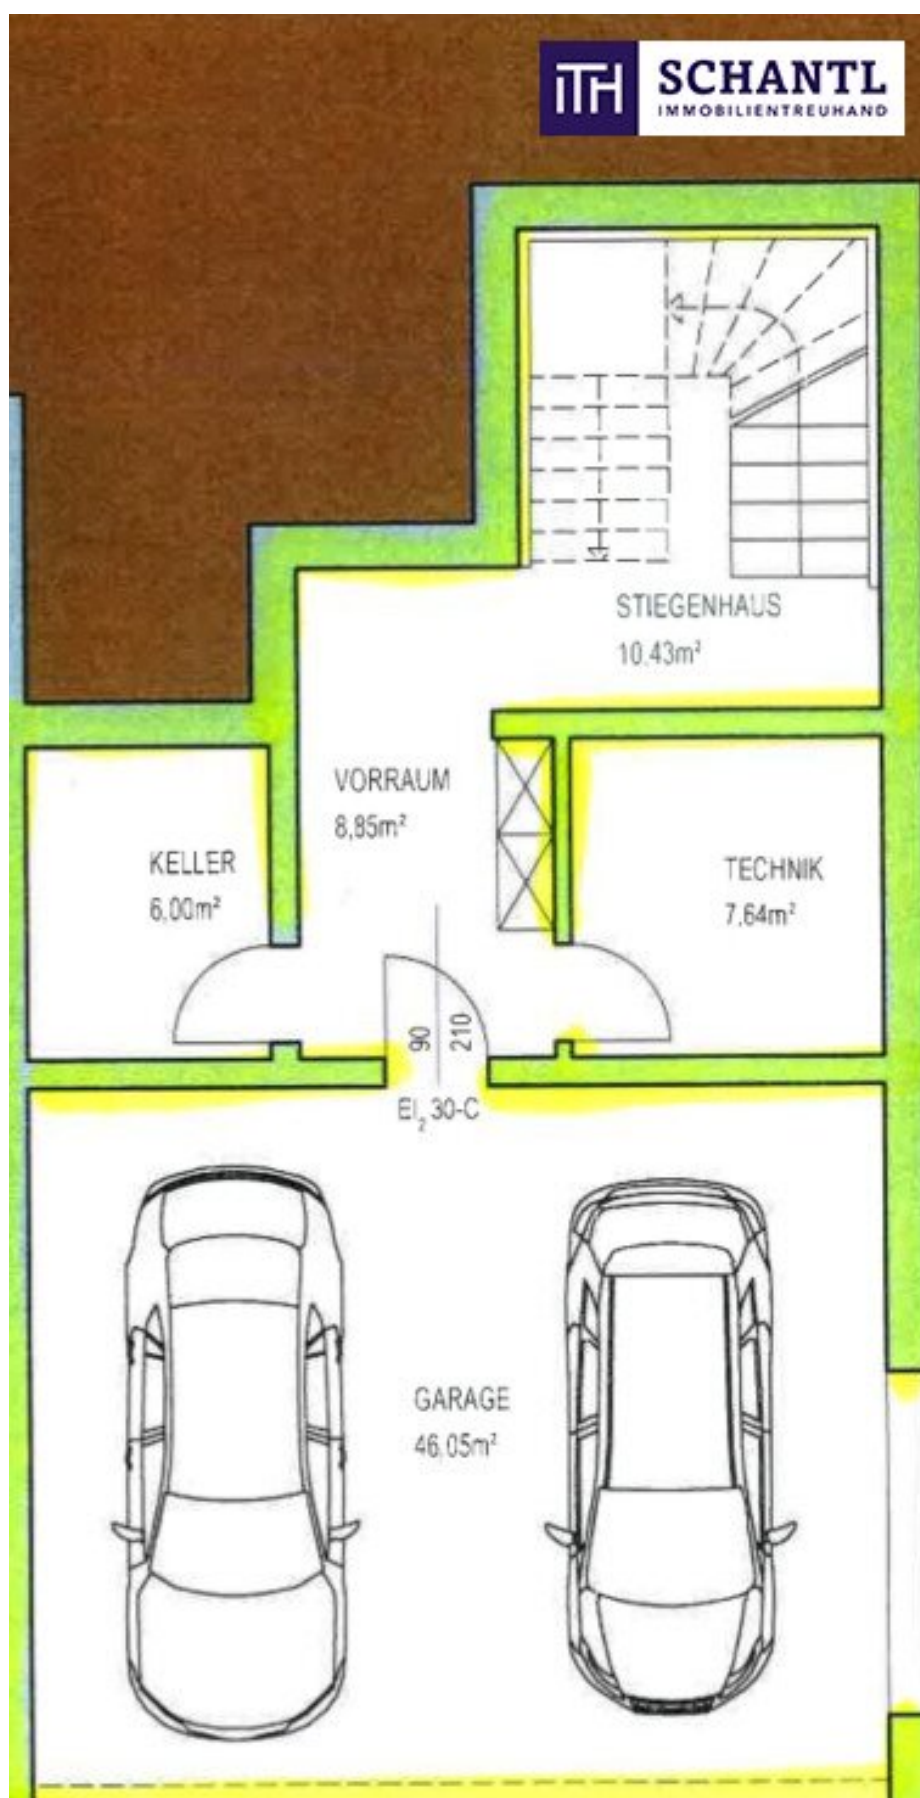 ITH SCHANTL
IMMOBILIENTREUHAND
STIEGENHAUS
10.43m²
VORRAUM
8,85m²
KELLER
6,00m²
TECHNIK
7.64m²
90
210
EI₂ 30-C
GARAGE
46.05m²